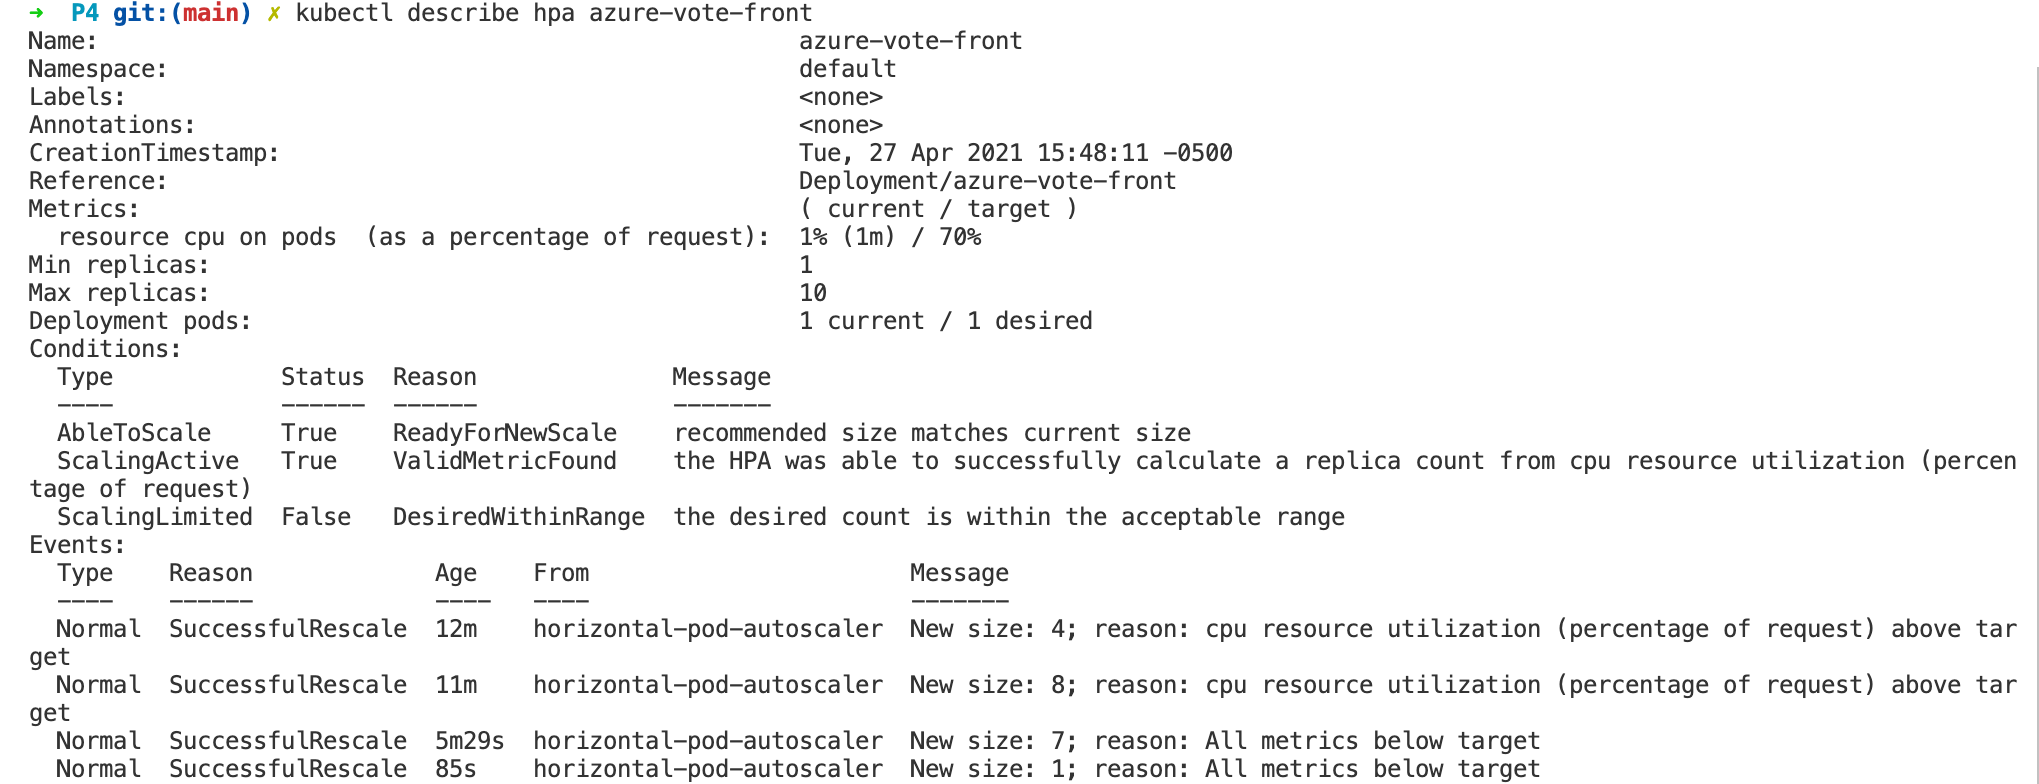 ➜  P4 git:(main) ✗ kubectl describe hpa azure-vote-front
Name:                                                  azure-vote-front
Namespace:                                             default
Labels:                                                <none>
Annotations:                                           <none>
CreationTimestamp:                                     Tue, 27 Apr 2021 15:48:11 -0500
Reference:                                             Deployment/azure-vote-front
Metrics:                                               ( current / target )
  resource cpu on pods  (as a percentage of request):  1% (1m) / 70%
Min replicas:                                          1
Max replicas:                                          10
Deployment pods:                                       1 current / 1 desired
Conditions:
  Type            Status  Reason              Message
  ----            ------  ------              -------
  AbleToScale     True    ReadyForNewScale    recommended size matches current size
  ScalingActive   True    ValidMetricFound    the HPA was able to successfully calculate a replica count from cpu resource utilization (percen
tage of request)
  ScalingLimited  False   DesiredWithinRange  the desired count is within the acceptable range
Events:
  Type    Reason             Age    From                       Message
  ----    ------             ----   ----                       -------
  Normal  SuccessfulRescale  12m    horizontal-pod-autoscaler  New size: 4; reason: cpu resource utilization (percentage of request) above tar
get
  Normal  SuccessfulRescale  11m    horizontal-pod-autoscaler  New size: 8; reason: cpu resource utilization (percentage of request) above tar
get
  Normal  SuccessfulRescale  5m29s  horizontal-pod-autoscaler  New size: 7; reason: All metrics below target
  Normal  SuccessfulRescale  85s    horizontal-pod-autoscaler  New size: 1; reason: All metrics below target